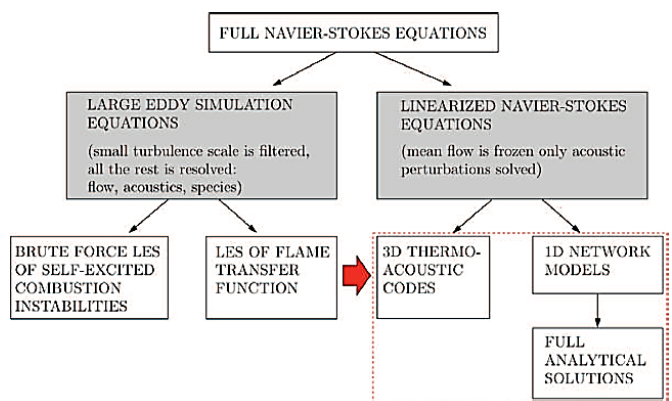 FULL NAVIER-STOKES EQUATIONS
LARGE EDDY SIMULATION
EQUATIONS
(small turbulence scale is filtered,
all the rest is resolved:
flow, acoustics, species)
LINEARIZED NAVIER-STOKES
EQUATIONS
(mean flow is frozen only acoustic
perturbations solved)
BRUTE FORCE LES
OF SELF-EXCITED
COMBUSTION
INSTABILITIES
LES OF FLAME
TRANSFER
FUNCTION
3D THERMO-
ACOUSTIC
CODES
1D NETWORK
MODELS
FULL
ANALYTICAL
SOLUTIONS